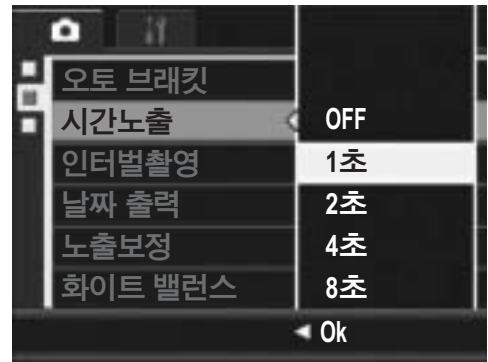 오토 브래킷
시간노출 OFF
인터벌촬영 1초
날짜 출력 2초
노출보정 4초
화이트 밸런스 8초
Ok